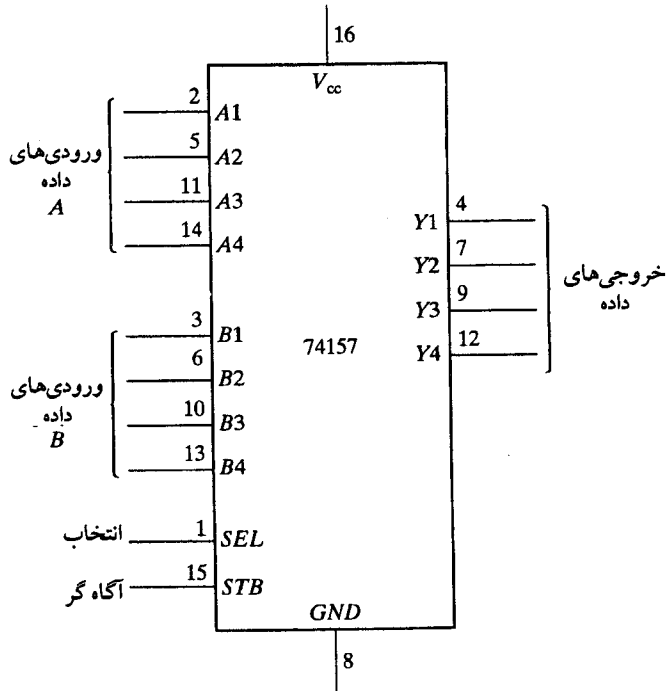 16
V_cc
ورودی‌های
داده
A
2 A1
5 A2
11 A3
14 A4
ورودی‌های
داده
B
3 B1
6 B2
10 B3
13 B4
انتخاب 1 SEL
آگاه گر 15 STB
74157
Y1 4
Y2 7
Y3 9
Y4 12
خروجی‌های
داده
GND
8